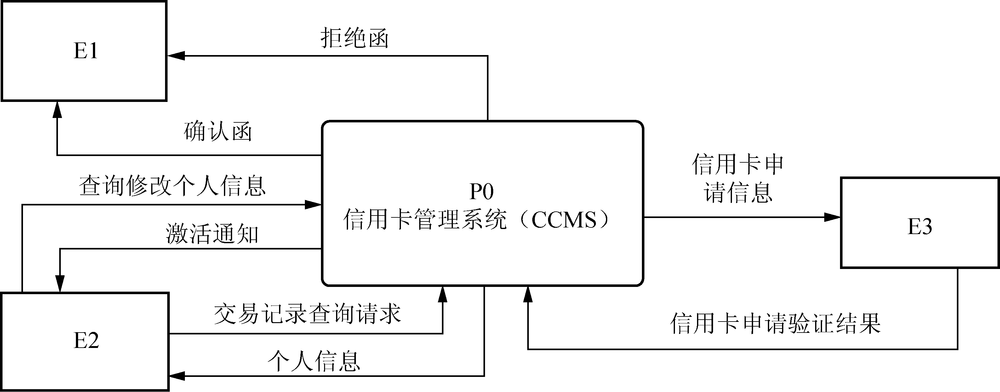 E1
拒绝函
确认函
查询修改个人信息
激活通知
P0
信用卡管理系统（CCMS）
信用卡申
请信息
E3
E2
交易记录查询请求
个人信息
信用卡申请验证结果